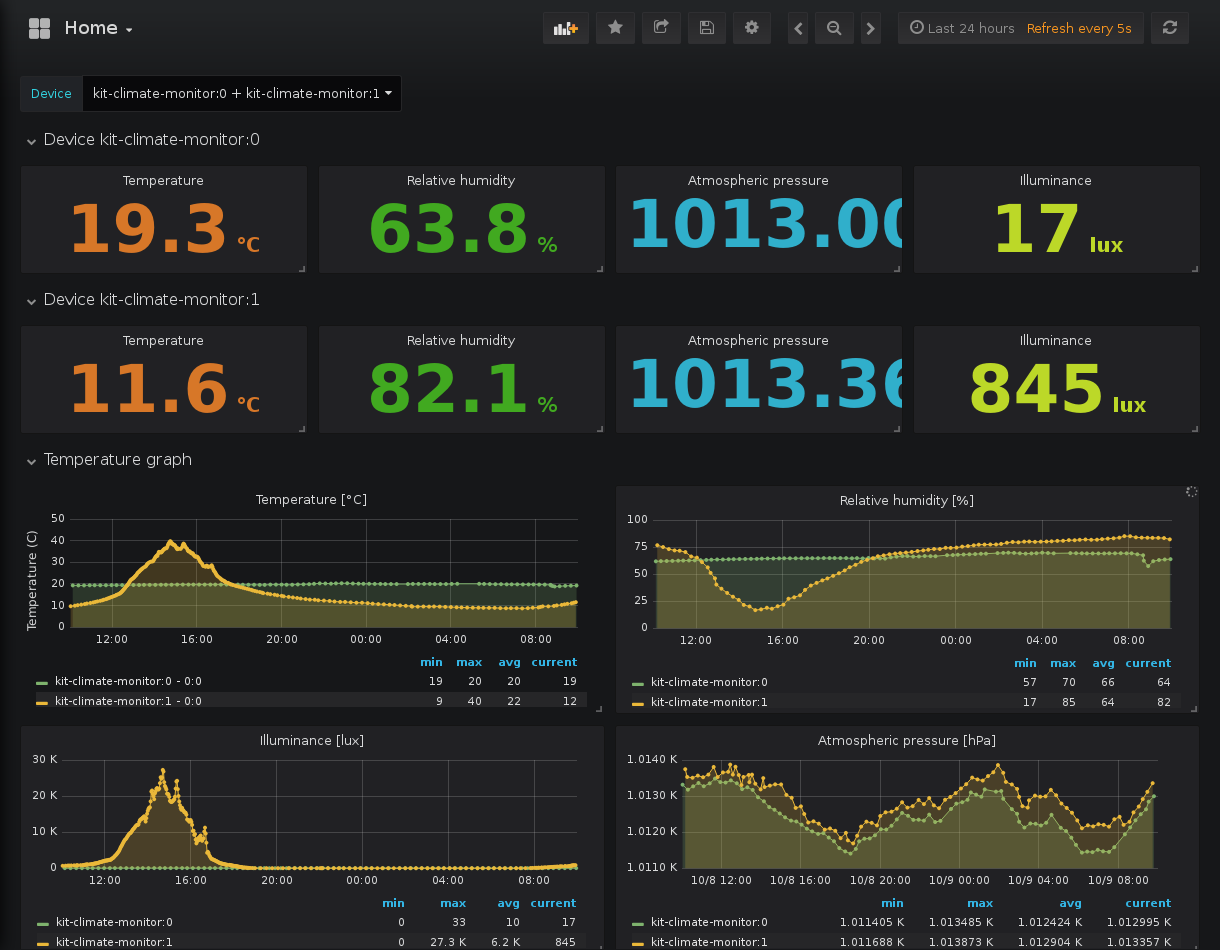 Home
Last 24 hours Refresh every 5s
Device kit-climate-monitor:0 + kit-climate-monitor:1
Device kit-climate-monitor:0
Temperature Relative humidity Atmospheric pressure Illuminance
19.3 °C 63.8 % 1013.00 17 lux
Device kit-climate-monitor:1
Temperature Relative humidity Atmospheric pressure Illuminance
11.6 °C 82.1 % 1013.36 845 lux
Temperature graph
Temperature [°C]
Temperature (C)
50
40
30
20
10
0
12:00 16:00 20:00 00:00 04:00 08:00
min max avg current
kit-climate-monitor:0 - 0:0 19 20 20 19
kit-climate-monitor:1 - 0:0 9 40 22 12
Relative humidity [%]
100
75
50
25
0
12:00 16:00 20:00 00:00 04:00 08:00
min max avg current
kit-climate-monitor:0 57 70 66 64
kit-climate-monitor:1 17 85 64 82
Illuminance [lux]
30 K
20 K
10 K
0
12:00 16:00 20:00 00:00 04:00 08:00
min max avg current
kit-climate-monitor:0 0 33 10 17
kit-climate-monitor:1 0 27.3 K 6.2 K 845
Atmospheric pressure [hPa]
1.0140 K
1.0130 K
1.0120 K
1.0110 K
10/8 12:00 10/8 16:00 10/8 20:00 10/9 00:00 10/9 04:00 10/9 08:00
min max avg current
kit-climate-monitor:0 1.011405 K 1.013485 K 1.012424 K 1.012995 K
kit-climate-monitor:1 1.011688 K 1.013873 K 1.012904 K 1.013357 K